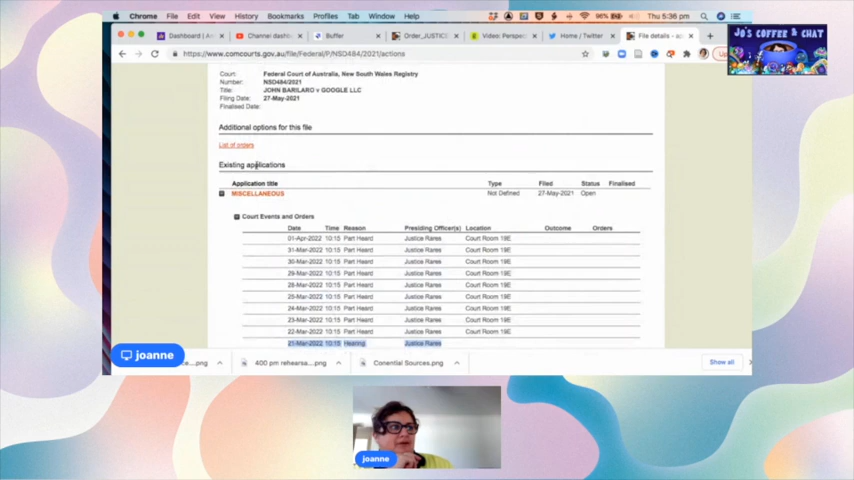 Chrome File Edit View History Bookmarks Profiles Tab Window Help 96% Thu 5:36 pm
Dashboard | A Channel dashb Buffer Order_JUSTIC Video: Perspe Home / Twitter File details - ac
https://www.comcourts.gov.au/file/Federal/P/NSD484/2021/actions
JO'S COFFEE & CHAT
Court: Federal Court of Australia, New South Wales Registry
Number: NSD484/2021
Title: JOHN BARILARO v GOOGLE LLC
Filing Date: 27-May-2021
Finalised Date:
Additional options for this file
List of orders
Existing applications
Application title Type Filed Status Finalised
MISCELLANEOUS Not Defined 27-May-2021 Open
Court Events and Orders
Date Time Reason Presiding Officer(s) Location Outcome Orders
01-Apr-2022 10:15 Part Heard Justice Rares Court Room 19E
31-Mar-2022 10:15 Part Heard Justice Rares Court Room 19E
30-Mar-2022 10:15 Part Heard Justice Rares Court Room 19E
29-Mar-2022 10:15 Part Heard Justice Rares Court Room 19E
28-Mar-2022 10:15 Part Heard Justice Rares Court Room 19E
25-Mar-2022 10:15 Part Heard Justice Rares Court Room 19E
24-Mar-2022 10:15 Part Heard Justice Rares Court Room 19E
23-Mar-2022 10:15 Part Heard Justice Rares Court Room 19E
22-Mar-2022 10:15 Part Heard Justice Rares Court Room 19E
21-Mar-2022 10:15 Hearing Justice Rares
joanne
ce....png 400 pm rehearsa....png Conential Sources.png Show all
joanne